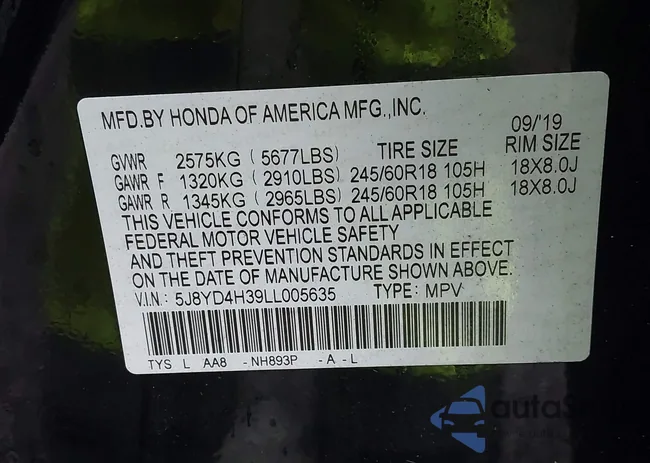 MFD.BY HONDA OF AMERICA MFG.,INC.
09/'19
GVWR 2575KG (5677LBS) TIRE SIZE RIM SIZE
GAWR F 1320KG (2910LBS) 245/60R18 105H 18X8.0J
GAWR R 1345KG (2965LBS) 245/60R18 105H 18X8.0J
THIS VEHICLE CONFORMS TO ALL APPLICABLE
FEDERAL MOTOR VEHICLE SAFETY
AND THEFT PREVENTION STANDARDS IN EFFECT
ON THE DATE OF MANUFACTURE SHOWN ABOVE.
V.I.N: 5J8YD4H39LL005635 TYPE: MPV
TYS L AA8 - NH893P - A - L